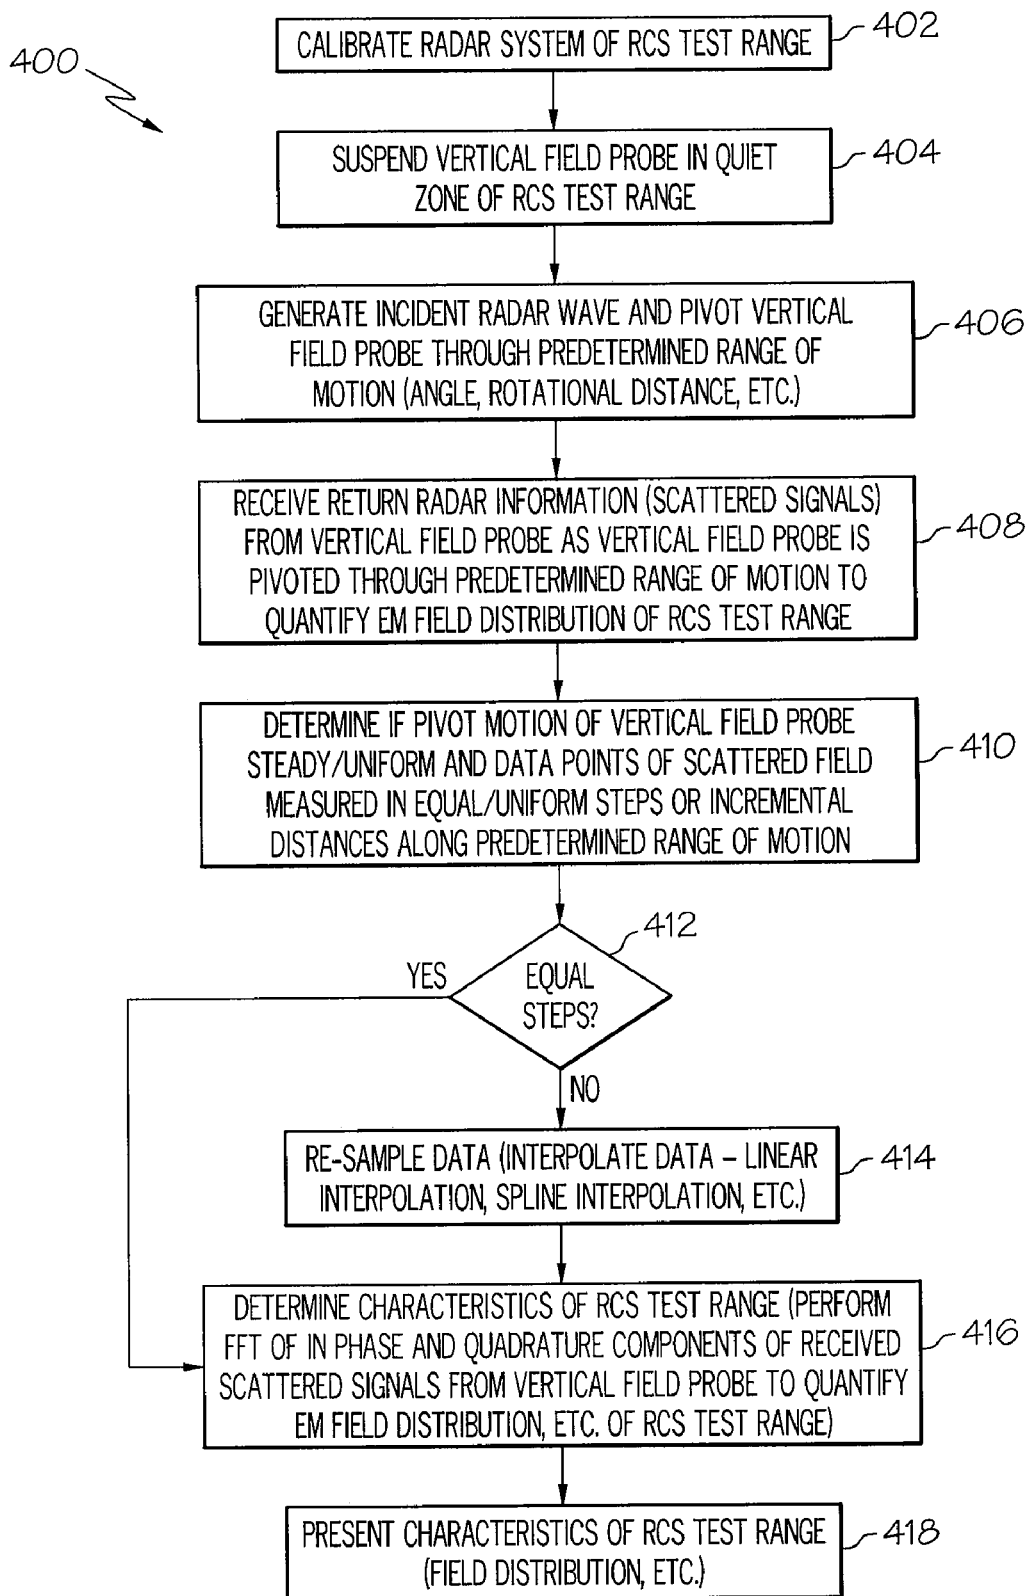 400
CALIBRATE RADAR SYSTEM OF RCS TEST RANGE
402
SUSPEND VERTICAL FIELD PROBE IN QUIET
ZONE OF RCS TEST RANGE
404
GENERATE INCIDENT RADAR WAVE AND PIVOT VERTICAL
FIELD PROBE THROUGH PREDETERMINED RANGE OF
MOTION (ANGLE, ROTATIONAL DISTANCE, ETC.)
406
RECEIVE RETURN RADAR INFORMATION (SCATTERED SIGNALS)
FROM VERTICAL FIELD PROBE AS VERTICAL FIELD PROBE IS
PIVOTED THROUGH PREDETERMINED RANGE OF MOTION TO
QUANTIFY EM FIELD DISTRIBUTION OF RCS TEST RANGE
408
DETERMINE IF PIVOT MOTION OF VERTICAL FIELD PROBE
STEADY/UNIFORM AND DATA POINTS OF SCATTERED FIELD
MEASURED IN EQUAL/UNIFORM STEPS OR INCREMENTAL
DISTANCES ALONG PREDETERMINED RANGE OF MOTION
410
412
YES
EQUAL
STEPS?
NO
RE-SAMPLE DATA (INTERPOLATE DATA – LINEAR
INTERPOLATION, SPLINE INTERPOLATION, ETC.)
414
DETERMINE CHARACTERISTICS OF RCS TEST RANGE (PERFORM
FFT OF IN PHASE AND QUADRATURE COMPONENTS OF RECEIVED
SCATTERED SIGNALS FROM VERTICAL FIELD PROBE TO QUANTIFY
EM FIELD DISTRIBUTION, ETC. OF RCS TEST RANGE)
416
PRESENT CHARACTERISTICS OF RCS TEST RANGE
(FIELD DISTRIBUTION, ETC.)
418